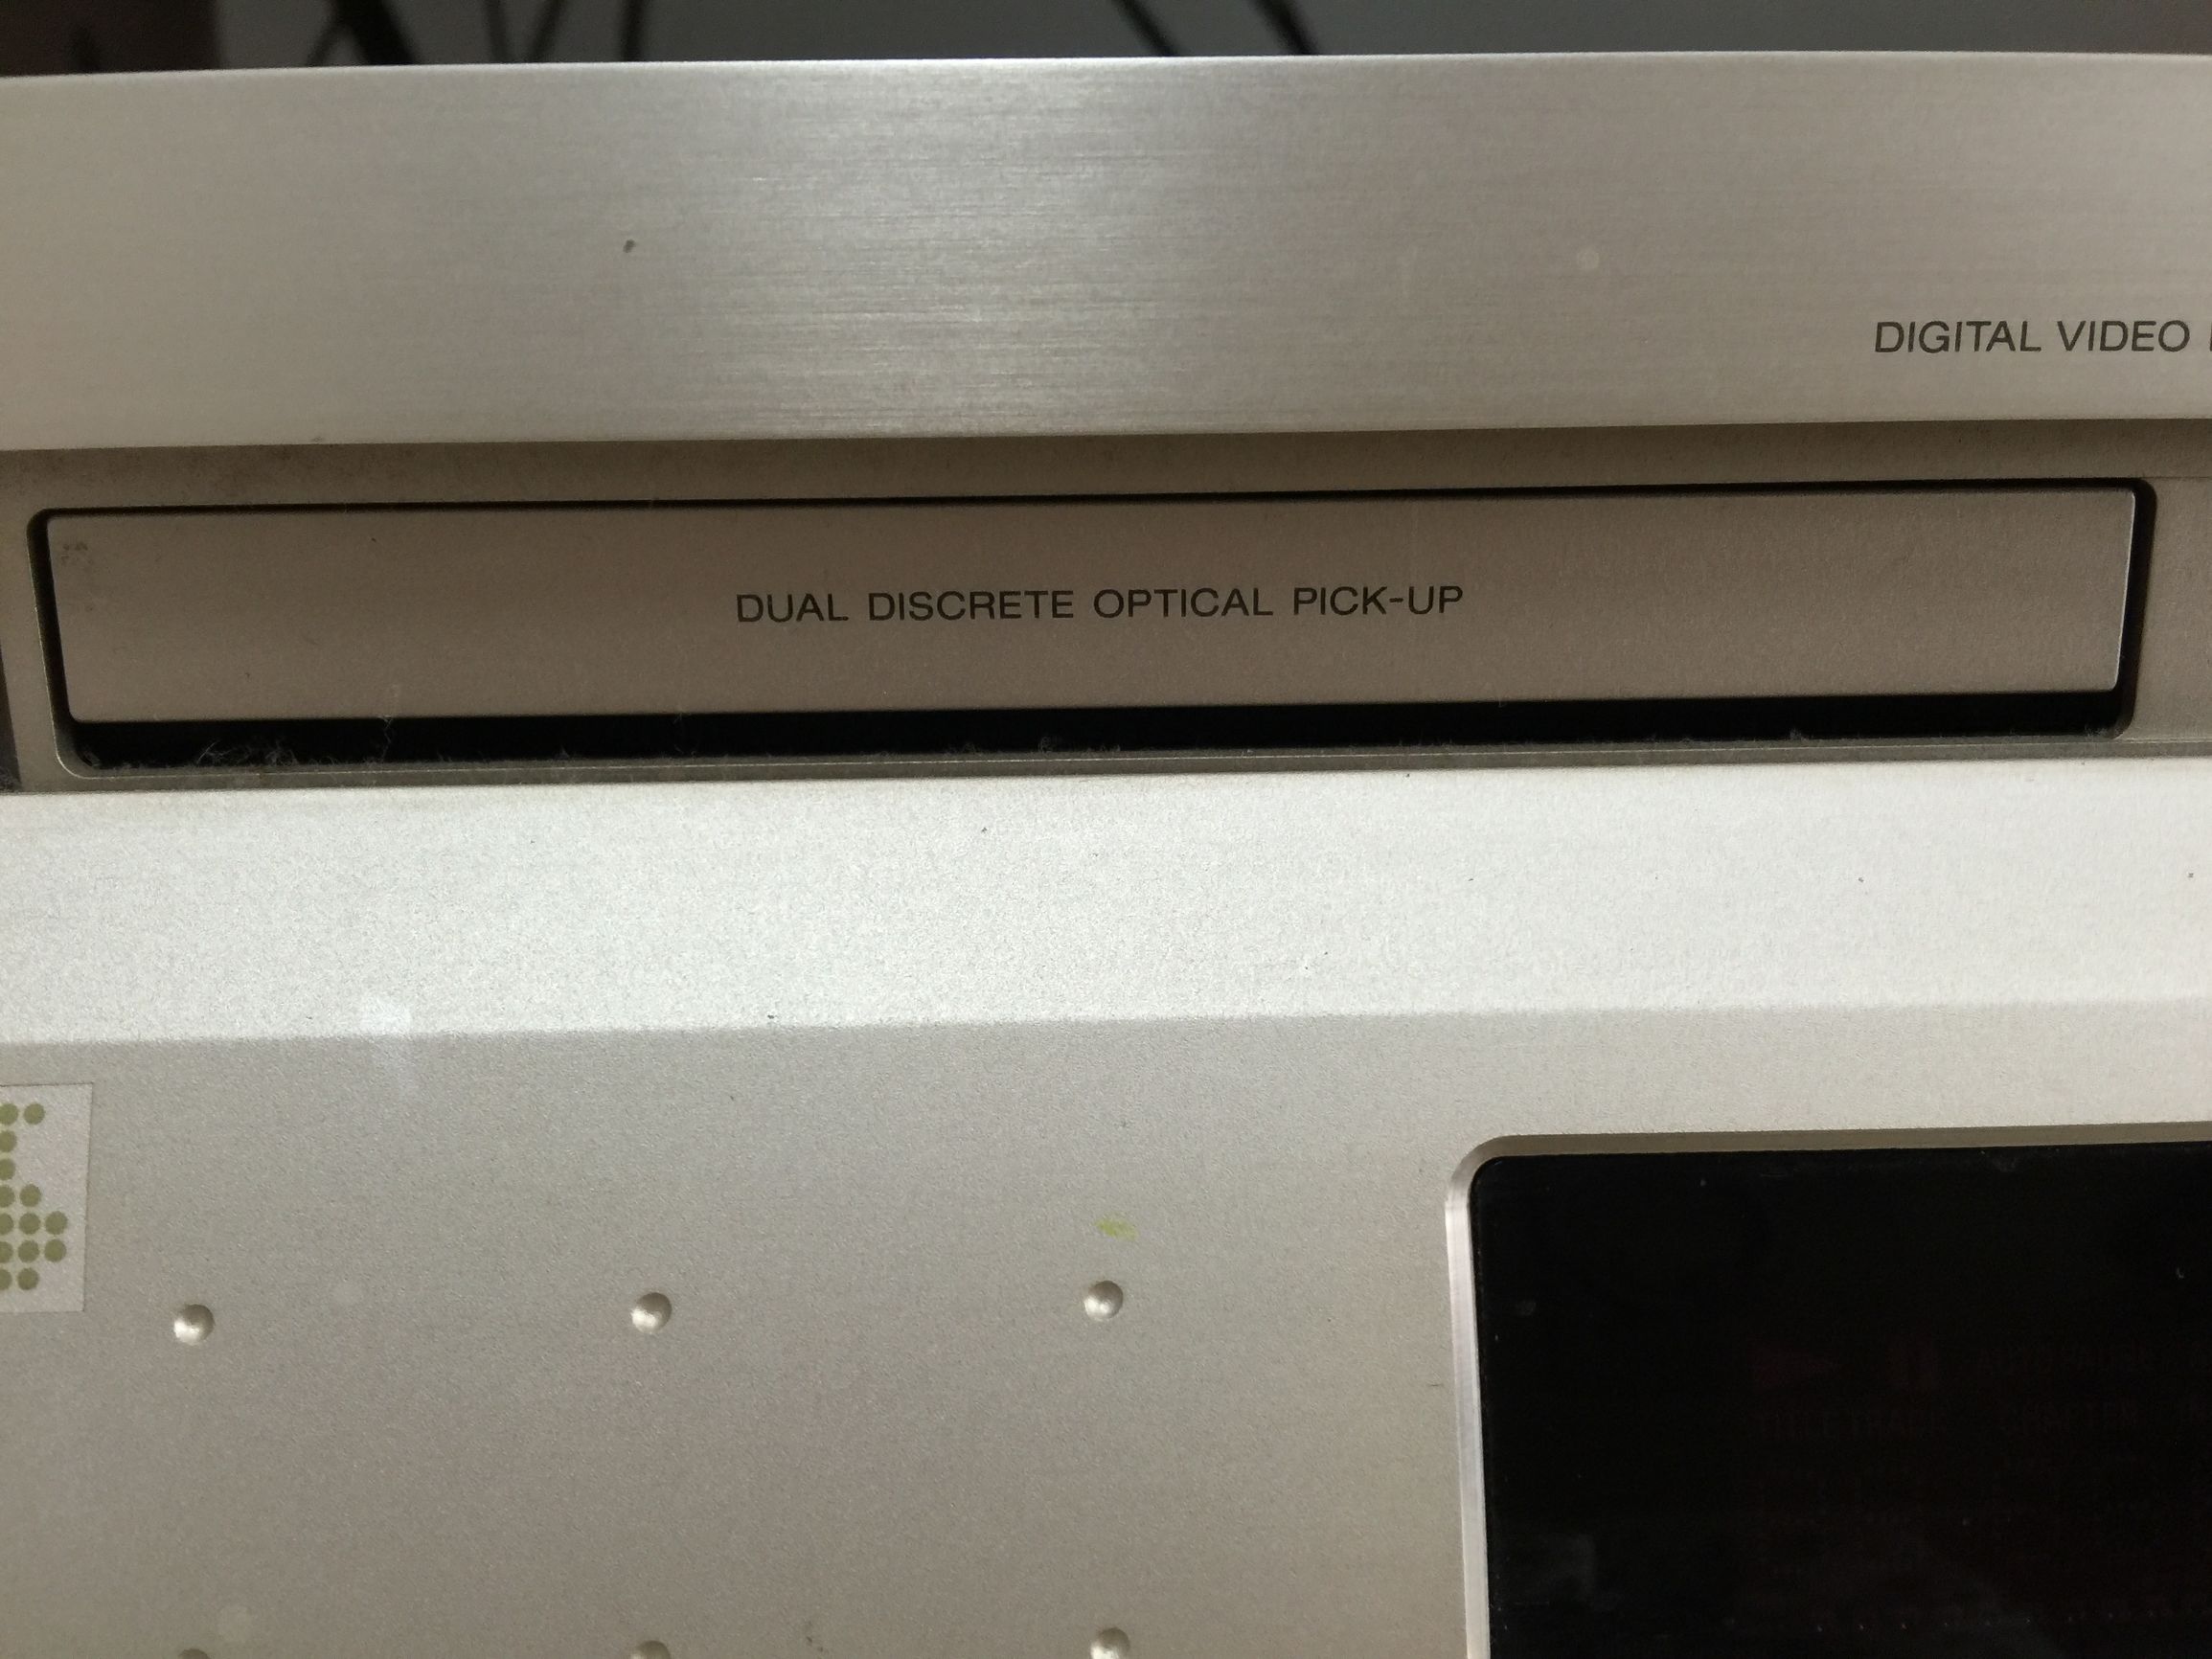 DIGITAL VIDEO
DUAL DISCRETE OPTICAL PICK-UP